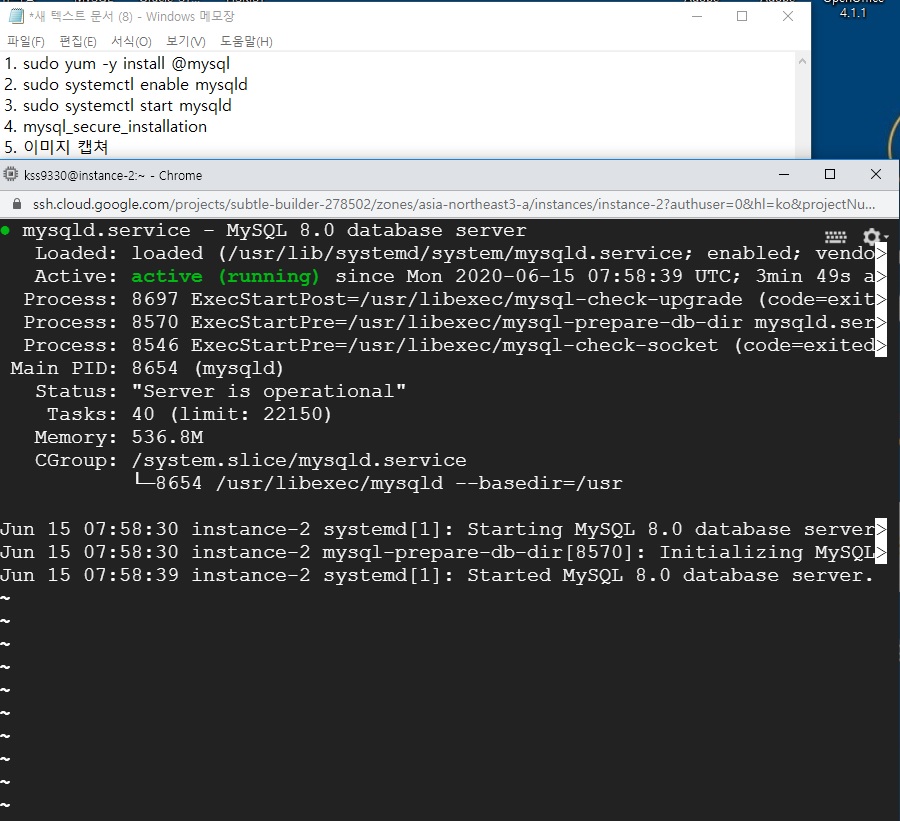 *새 텍스트 문서 (8) - Windows 메모장
4.1.1
파일(F) 편집(E) 서식(O) 보기(V) 도움말(H)
1. sudo yum -y install @mysql
2. sudo systemctl enable mysqld
3. sudo systemctl start mysqld
4. mysql_secure_installation
5. 이미지 캡쳐
kss9330@instance-2:~ - Chrome
ssh.cloud.google.com/projects/subtle-builder-278502/zones/asia-northeast3-a/instances/instance-2?authuser=0&hl=ko&projectNu...
● mysqld.service - MySQL 8.0 database server
Loaded: loaded (/usr/lib/systemd/system/mysqld.service; enabled; vendo>
Active: active (running) since Mon 2020-06-15 07:58:39 UTC; 3min 49s a>
Process: 8697 ExecStartPost=/usr/libexec/mysql-check-upgrade (code=exit>
Process: 8570 ExecStartPre=/usr/libexec/mysql-prepare-db-dir mysqld.ser>
Process: 8546 ExecStartPre=/usr/libexec/mysql-check-socket (code=exited>
Main PID: 8654 (mysqld)
Status: "Server is operational"
Tasks: 40 (limit: 22150)
Memory: 536.8M
CGroup: /system.slice/mysqld.service
└─8654 /usr/libexec/mysqld --basedir=/usr
Jun 15 07:58:30 instance-2 systemd[1]: Starting MySQL 8.0 database server>
Jun 15 07:58:30 instance-2 mysql-prepare-db-dir[8570]: Initializing MySQL>
Jun 15 07:58:39 instance-2 systemd[1]: Started MySQL 8.0 database server.
~
~
~
~
~
~
~
~
~
~